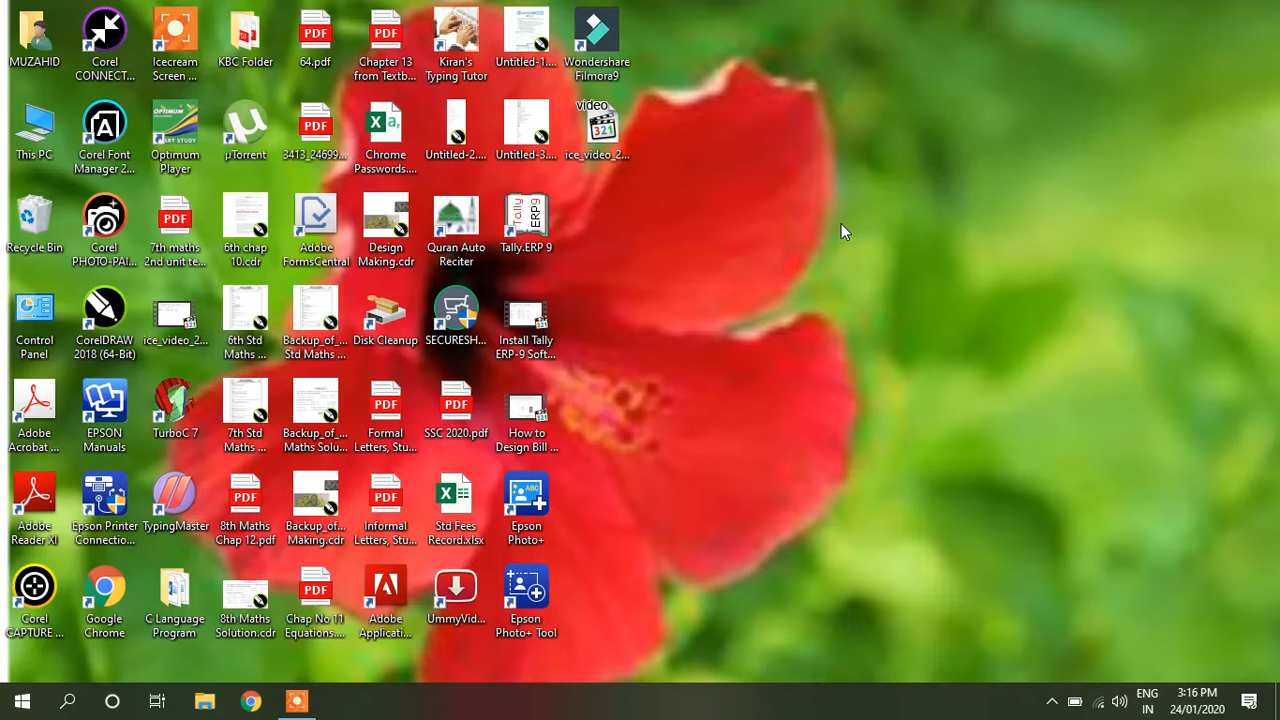 MUZAHID
Corel
CONNECT...
Icecream
Screen ...
KBC Folder
PDF
64.pdf
PDF
Chapter 13
from Textb...
Kiran's
Typing Tutor
Untitled-1....
Wondershare
Filmora9
This PC
Corel Font
Manager 2...
OPTIMUM
Optimum
Player
µTorrent
PDF
3413_24699...
Chrome
Passwords....
Untitled-2....
Untitled-3....
video
321
ice_video_2...
Recycle Bin
Corel
PHOTO-PAI...
PDF
7th maths
2nd unit te...
6th chap
10.cdr
Adobe
FormsCentral
Design
Making.cdr
Quran Auto
Reciter
Tally
ERP9
Tally.ERP 9
Control
Panel
CorelDRAW
2018 (64-Bit)
ice_video_2...
6th Std
Maths ...
Backup_of_...
Std Maths ...
Disk Cleanup
SECURESH...
Install Tally
ERP-9 Soft...
Adobe
Acrobat ...
EPSON
Manuals
TurboC 7
7th Std
Maths ...
Backup_of_...
Maths Solu...
PDF
Formal
Letters, Stu...
PDF
SSC 2020.pdf
How to
Design Bill ...
Adobe
Reader XI
Epson Printer
Connectio...
TypingMaster
PDF
8th Maths
Chap 12.pdf
Backup_of...
Making.cdr
PDF
Informal
Letters, Stu...
Std Fees
Record.xlsx
ABC
Epson
Photo+
Corel
CAPTURE ...
Google
Chrome
C Language
Program
8th Maths
Solution.cdr
PDF
Chap No 11
Equations....
Adobe
Applicati...
UmmyVid...
Epson
Photo+ Tool
ENG
IN
3:16 PM
24/01/2020